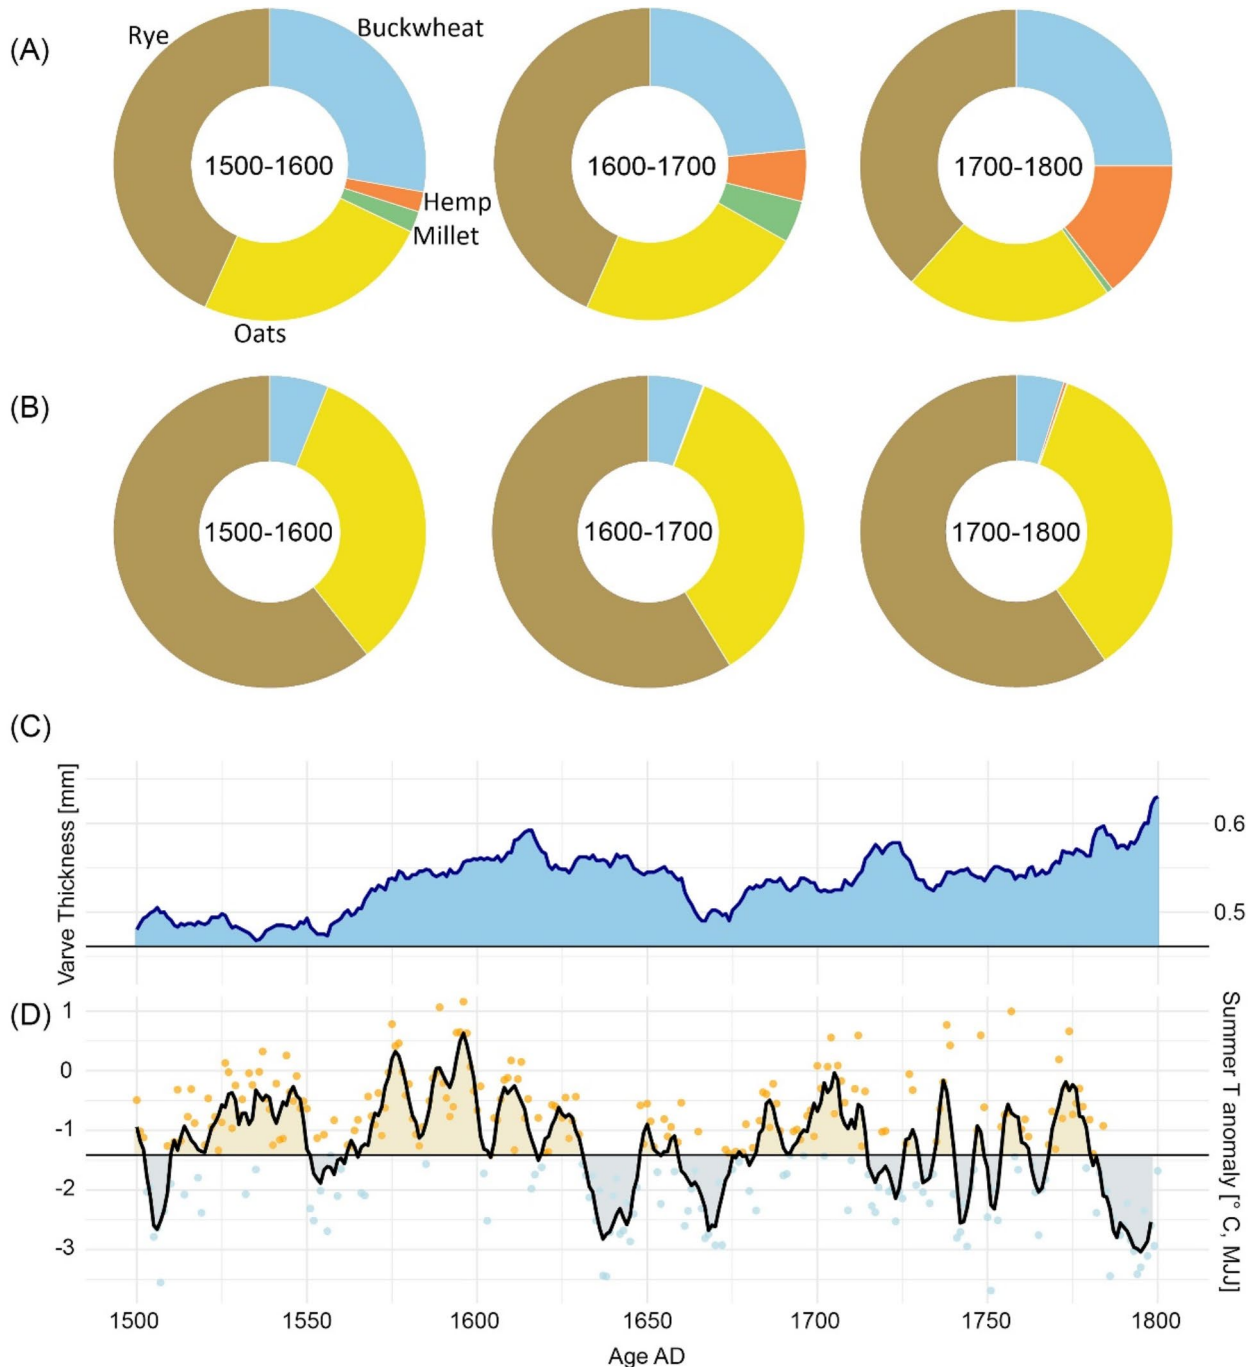 (A)
Rye
Buckwheat
1500-1600
1600-1700
1700-1800
Hemp
Millet
Oats
(B)
1500-1600
1600-1700
1700-1800
(C)
Varve Thickness [mm]
0.6
0.5
(D)
1
0
-1
-2
-3
Summer T anomaly [° C, MJJ]
1500
1550
1600
1650
1700
1750
1800
Age AD